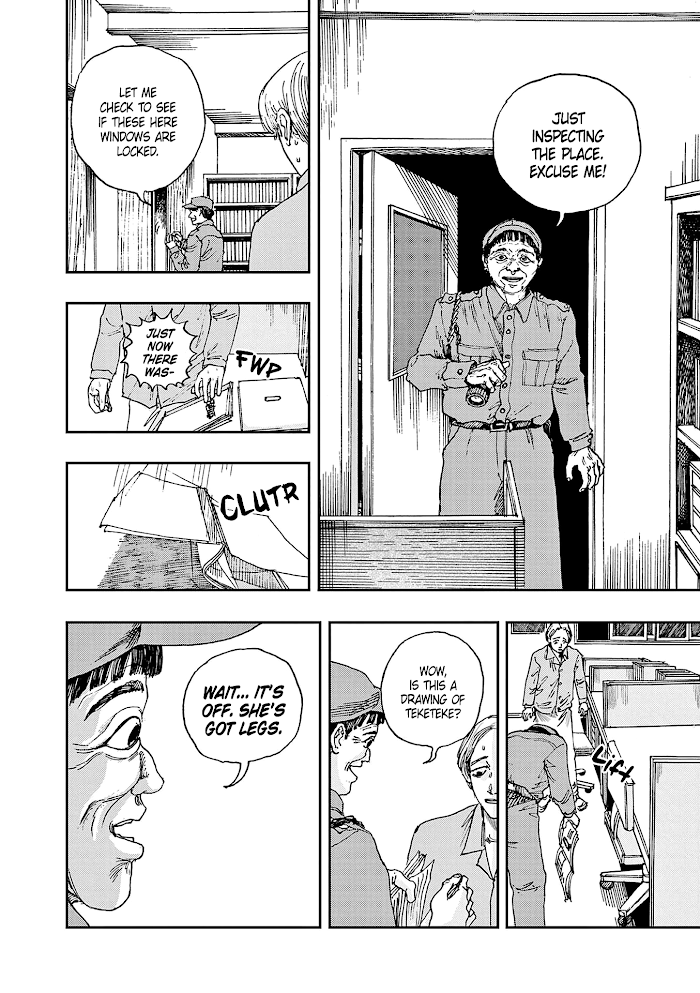 JUST
INSPECTING
THE PLACE.
EXCUSE ME!
LET ME
CHECK TO SEE
IF THESE HERE
WINDOWS ARE
LOCKED.
JUST
NOW
THERE
WAS-
FWP
CLUTR
Lift
WOW,
IS THIS A
DRAWING OF
TEKETEKE?
WAIT... IT'S
OFF. SHE'S
GOT LEGS.